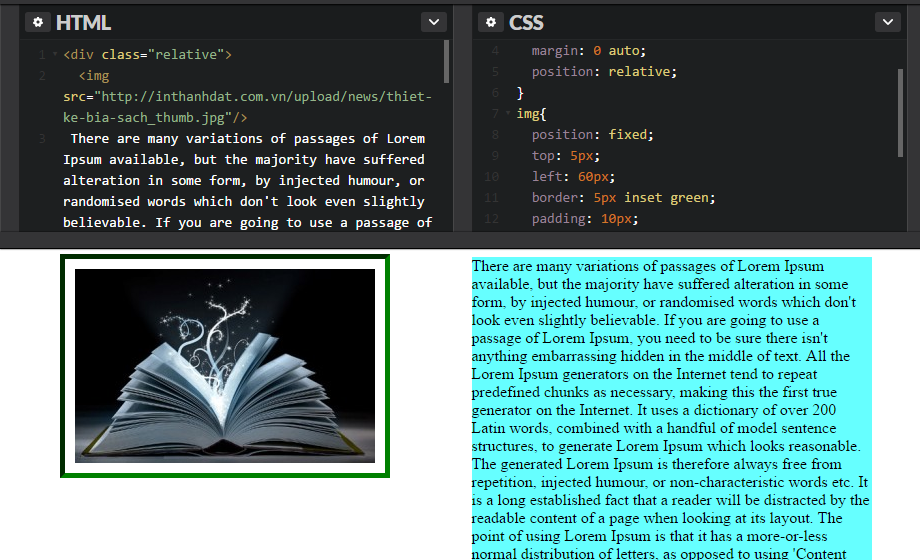 HTML
1 <div class="relative">
2 <img
src="http://inthanhdat.com.vn/upload/news/thiet-
ke-bia-sach_thumb.jpg"/>
3 There are many variations of passages of Lorem
Ipsum available, but the majority have suffered
alteration in some form, by injected humour, or
randomised words which don't look even slightly
believable. If you are going to use a passage of
CSS
4 margin: 0 auto;
5 position: relative;
6 }
7 img{
8 position: fixed;
9 top: 5px;
10 left: 60px;
11 border: 5px inset green;
12 padding: 10px;
There are many variations of passages of Lorem Ipsum
available, but the majority have suffered alteration in some
form, by injected humour, or randomised words which don't
look even slightly believable. If you are going to use a
passage of Lorem Ipsum, you need to be sure there isn't
anything embarrassing hidden in the middle of text. All the
Lorem Ipsum generators on the Internet tend to repeat
predefined chunks as necessary, making this the first true
generator on the Internet. It uses a dictionary of over 200
Latin words, combined with a handful of model sentence
structures, to generate Lorem Ipsum which looks reasonable.
The generated Lorem Ipsum is therefore always free from
repetition, injected humour, or non-characteristic words etc. It
is a long established fact that a reader will be distracted by the
readable content of a page when looking at its layout. The
point of using Lorem Ipsum is that it has a more-or-less
normal distribution of letters, as opposed to using 'Content